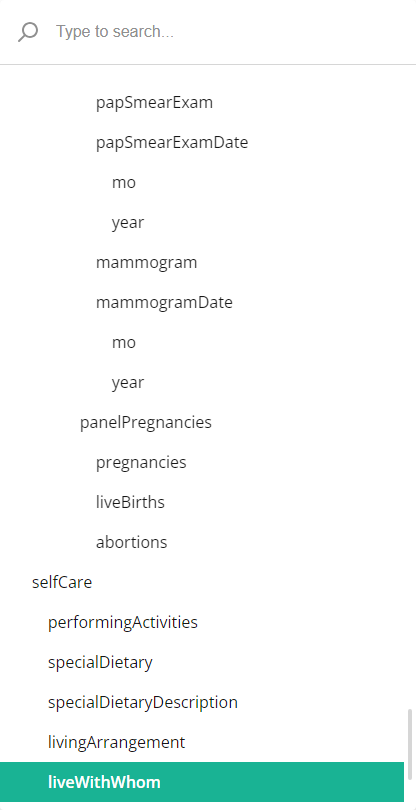 Type to search...
papSmearExam
papSmearExamDate
mo
year
mammogram
mammogramDate
mo
year
panelPregnancies
pregnancies
liveBirths
abortions
selfCare
performingActivities
specialDietary
specialDietaryDescription
livingArrangement
liveWithWhom